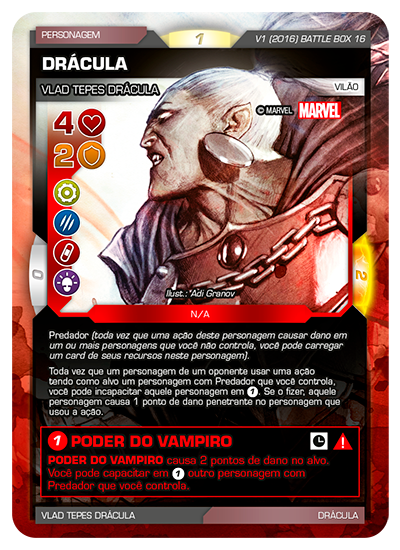 PERSONAGEM
1
V1 (2016) BATTLE BOX 16
DRÁCULA
VLAD TEPES DRÁCULA
VILÃO
© MARVEL MARVEL
4
2
0
2
Ilust.: Adi Granov
N/A
Predador (toda vez que uma ação deste personagem causar dano em
um ou mais personagens que você não controla, você pode carregar
um card de seus recursos neste personagem).
Toda vez que um personagem de um oponente usar uma ação
tendo como alvo um personagem com Predador que você controla,
você pode incapacitar aquele personagem em 1. Se o fizer, aquele
personagem causa 1 ponto de dano penetrante no personagem que
usou a ação.
1 PODER DO VAMPIRO
PODER DO VAMPIRO causa 2 pontos de dano no alvo.
Você pode capacitar em 1 outro personagem com
Predador que você controla.
VLAD TEPES DRÁCULA
DRÁCULA